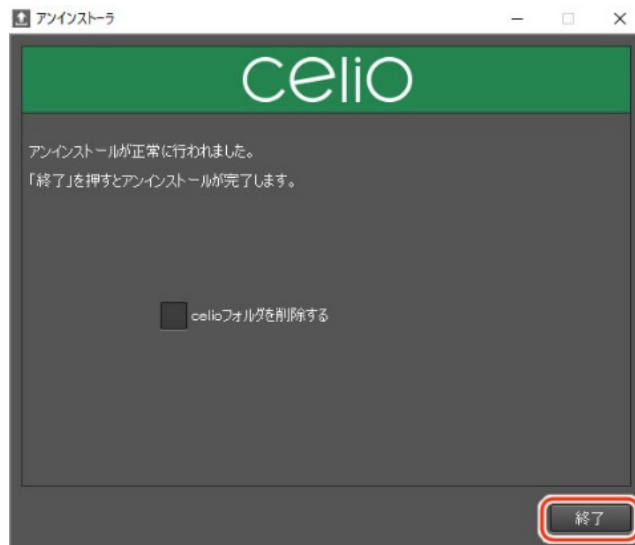 アンインストーラ
celio
アンインストールが正常に行われました。
「終了」を押すとアンインストールが完了します。
celioフォルダを削除する
終了